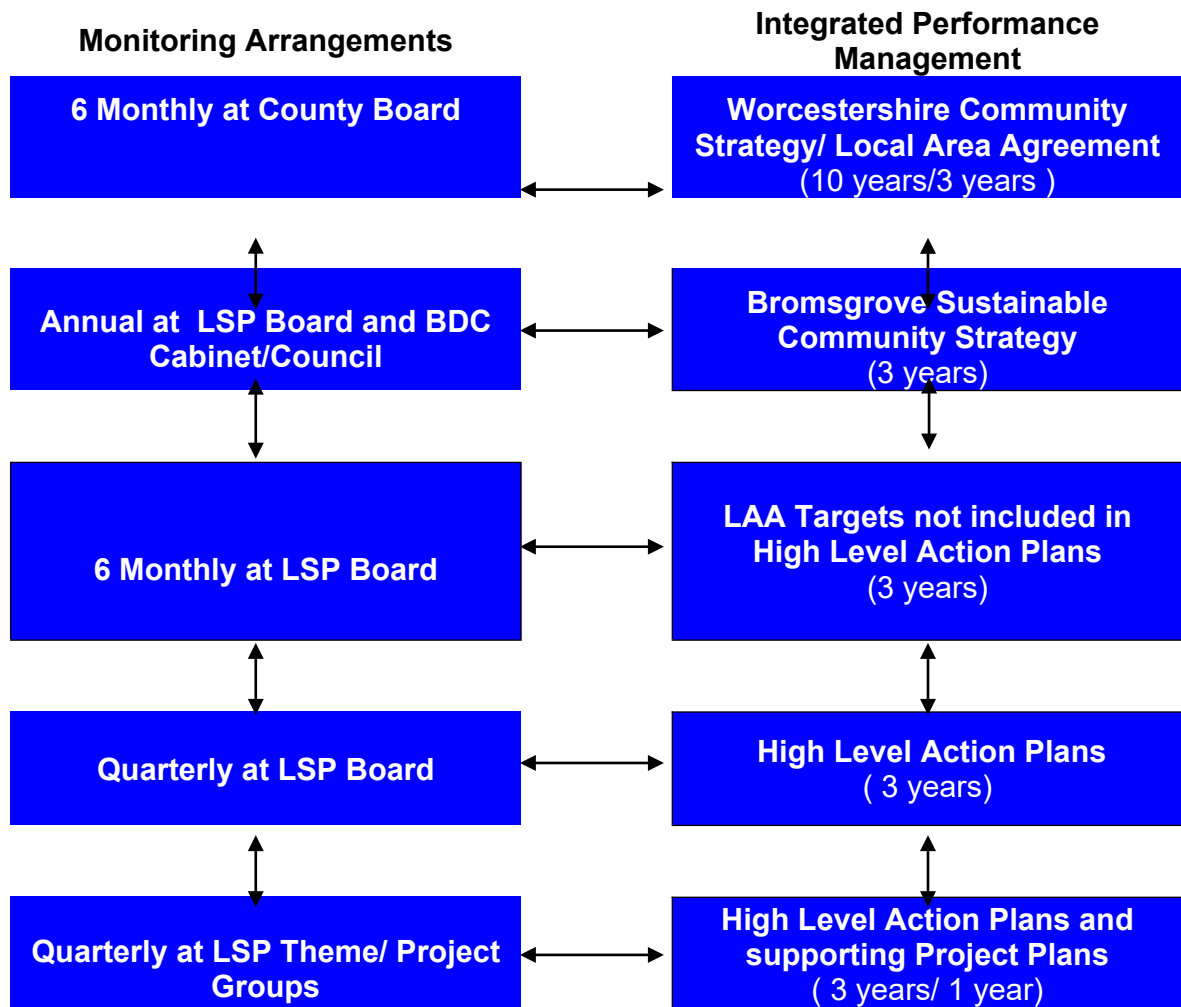 Monitoring Arrangements
Integrated Performance
Management
6 Monthly at County Board
Worcestershire Community
Strategy/ Local Area Agreement
(10 years/3 years )
Annual at  LSP Board and BDC
Cabinet/Council
Bromsgrove Sustainable
Community Strategy
(3 years)
6 Monthly at LSP Board
LAA Targets not included in
High Level Action Plans
(3 years)
Quarterly at LSP Board
High Level Action Plans
( 3 years)
Quarterly at LSP Theme/ Project
Groups
High Level Action Plans and
supporting Project Plans
( 3 years/ 1 year)